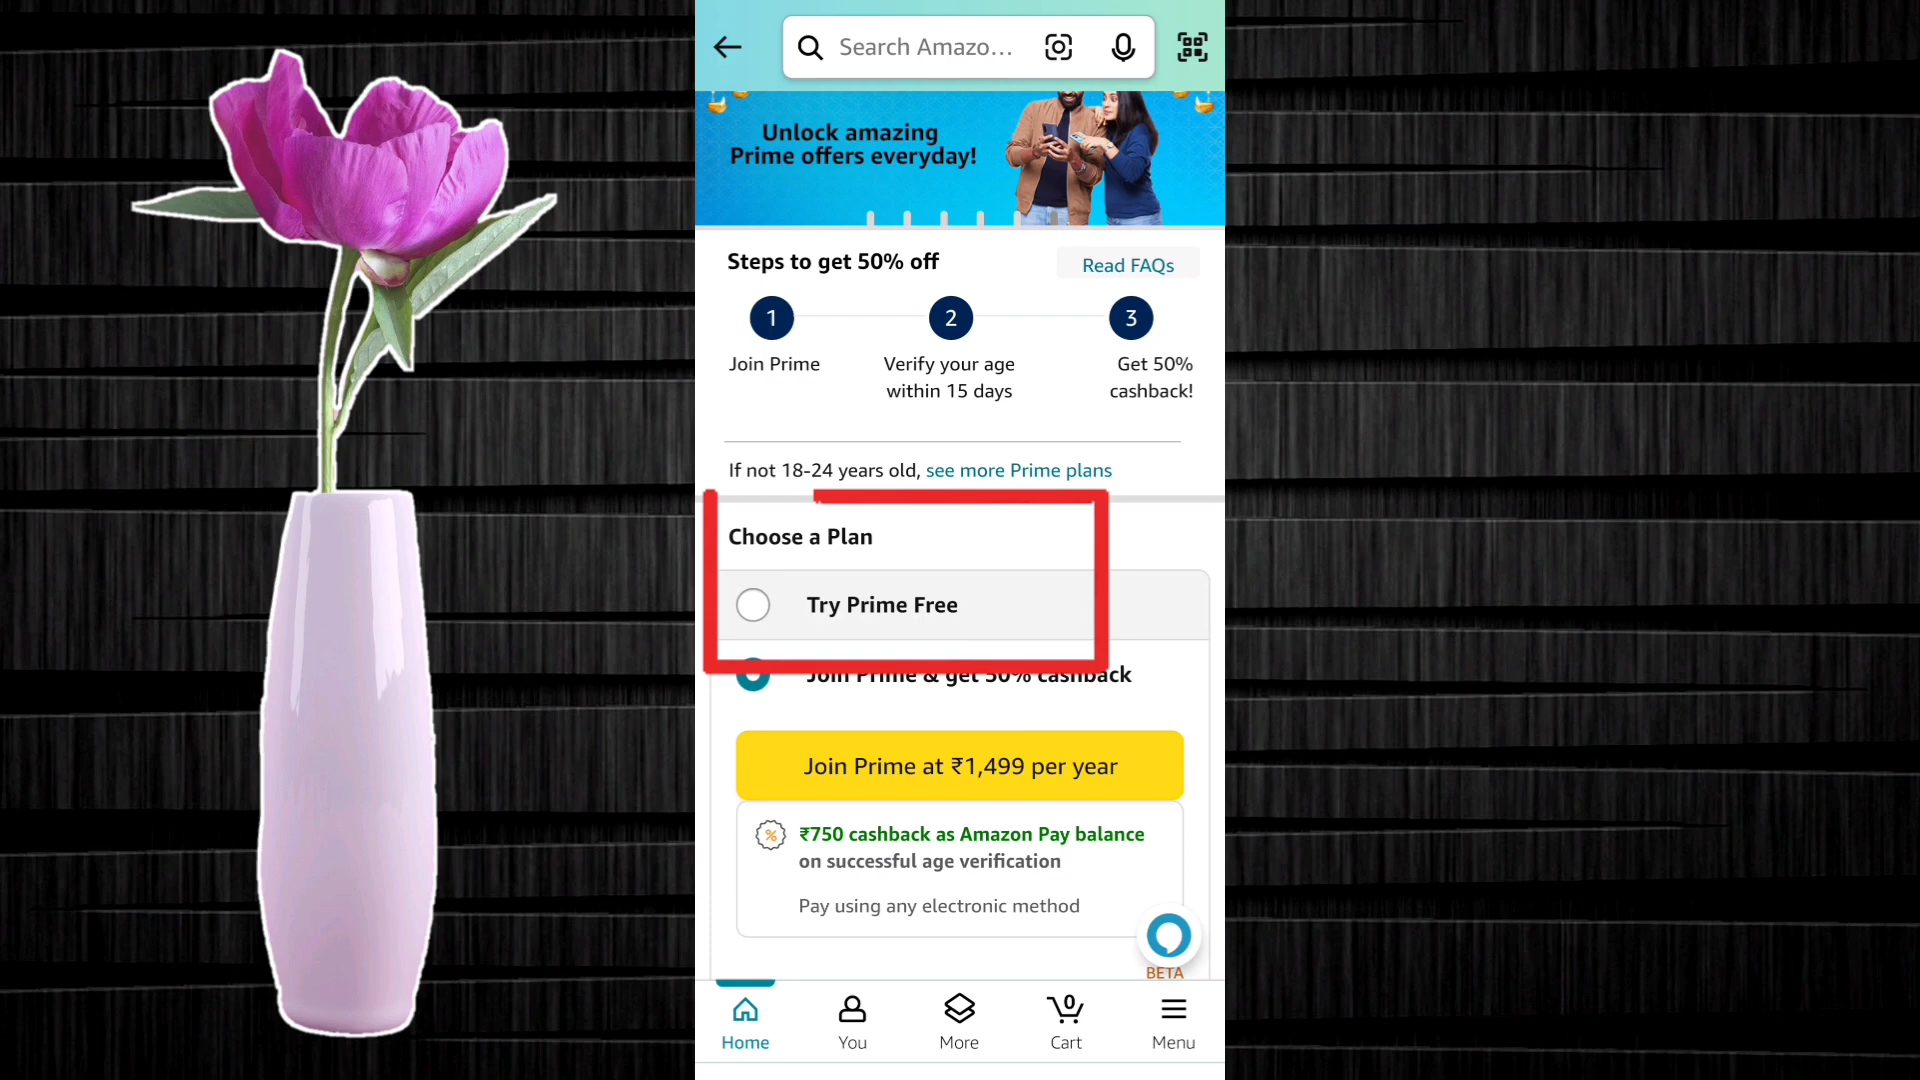 Search Amazo...
Unlock amazing
Prime offers everyday!
Steps to get 50% off
Read FAQs
1
2
3
Join Prime
Verify your age
within 15 days
Get 50%
cashback!
If not 18-24 years old, see more Prime plans
Choose a Plan
Try Prime Free
Join Prime & get 50% cashback
Join Prime at ₹1,499 per year
%
₹750 cashback as Amazon Pay balance
on successful age verification
Pay using any electronic method
BETA
0
Home
You
More
Cart
Menu